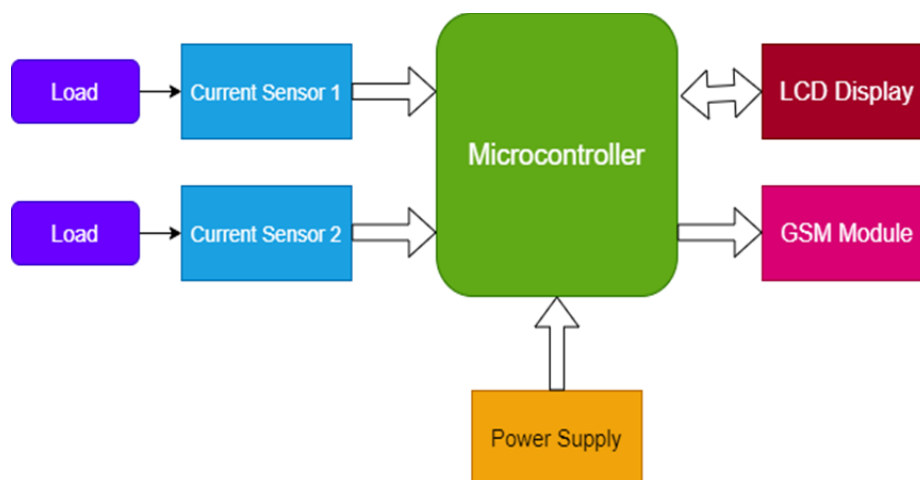 Load
Current Sensor 1
Microcontroller
LCD Display
Load
Current Sensor 2
GSM Module
Power Supply